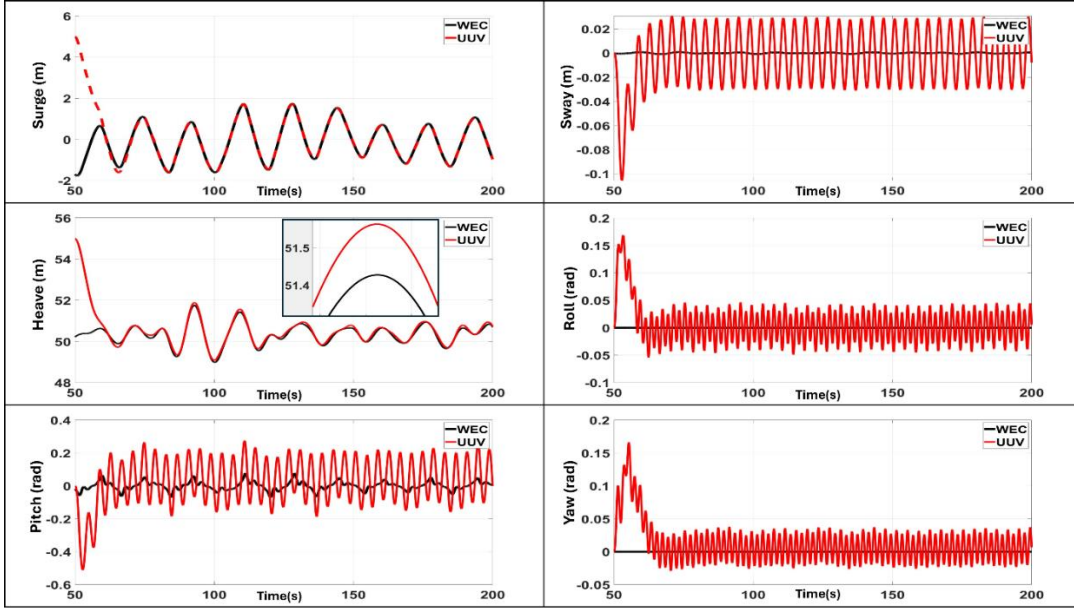 Surge (m)
6
4
2
0
-2
50
100
150
200
Time(s)
WEC
UUV
Sway (m)
0.02
0
-0.02
-0.04
-0.06
-0.08
-0.1
50
100
150
200
Time(s)
WEC
UUV
Heave (m)
56
54
52
50
48
50
100
150
200
Time(s)
51.5
51.4
WEC
UUV
Roll (rad)
0.2
0.15
0.1
0.05
0
-0.05
-0.1
50
100
150
200
Time(s)
WEC
UUV
Pitch (rad)
0.4
0.2
0
-0.2
-0.4
-0.6
50
100
150
200
Time(s)
WEC
UUV
Yaw (rad)
0.2
0.15
0.1
0.05
0
-0.05
50
100
150
200
Time(s)
WEC
UUV